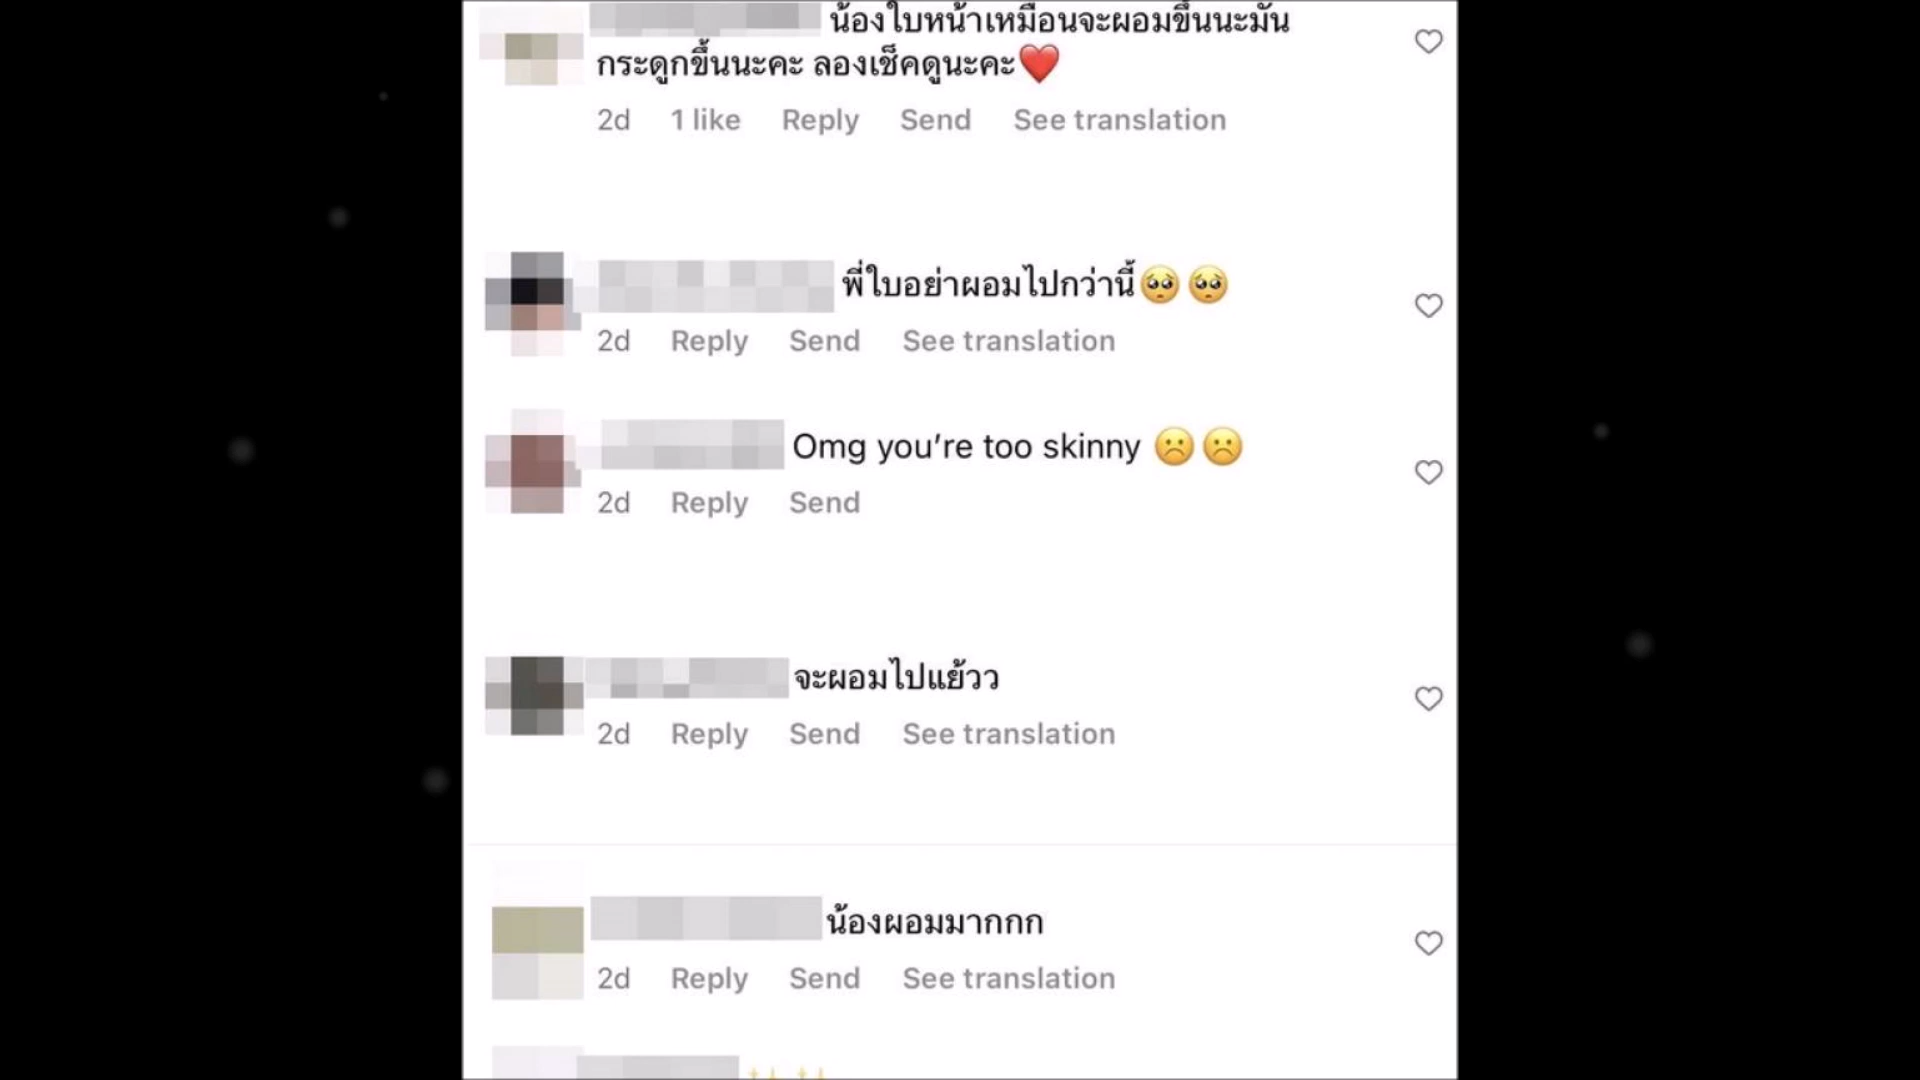 น้องใบหน้าเหมือนจะผอมขึ้นนะมัน
กระดูกขึ้นนะคะ ลองเช็คดูนะคะ❤️
2d 1 like Reply Send See translation
พี่ใบอย่าผอมไปกว่านี้🥺🥺
2d Reply Send See translation
Omg you’re too skinny ☹️☹️
2d Reply Send
จะผอมไปแย้วว
2d Reply Send See translation
น้องผอมมากกก
2d Reply Send See translation